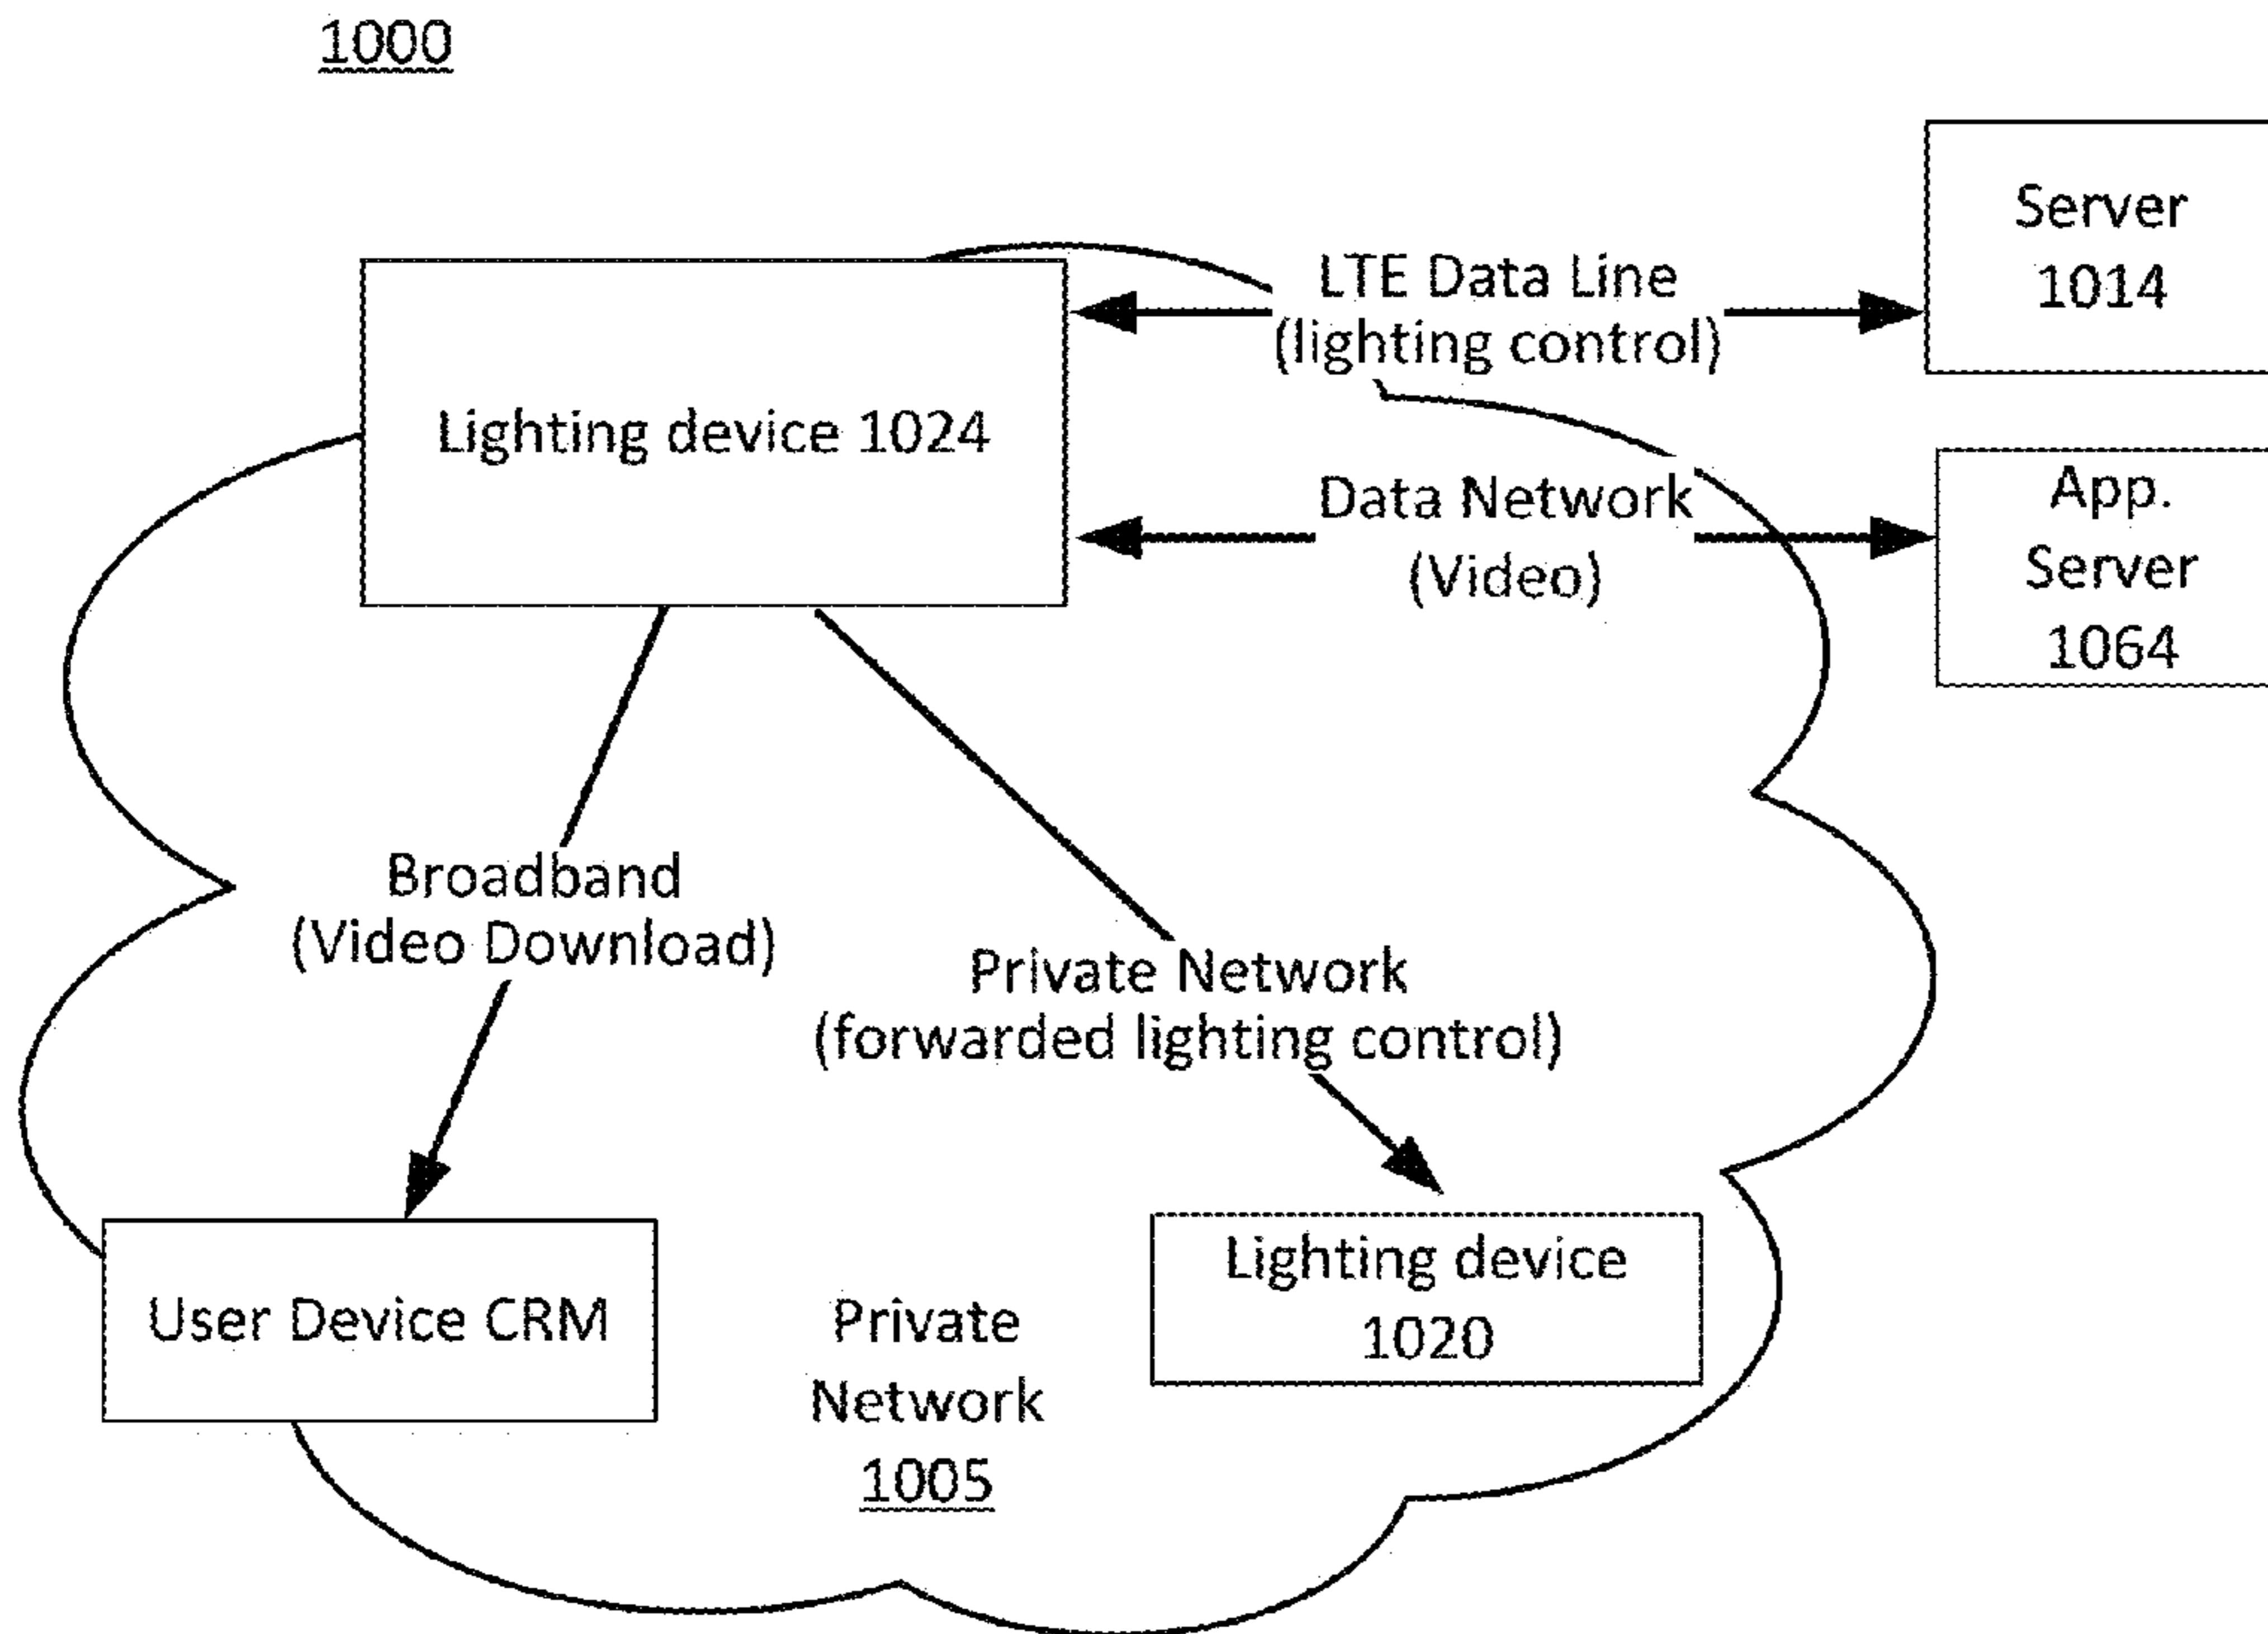 1000
Server
1014
LTE Data Line
(lighting control)
Lighting device 1024
App.
Server
1064
Data Network
(Video)
Broadband
(Video Download)
Private Network
(forwarded lighting control)
User Device CRM
Lighting device
1020
Private
Network
1005